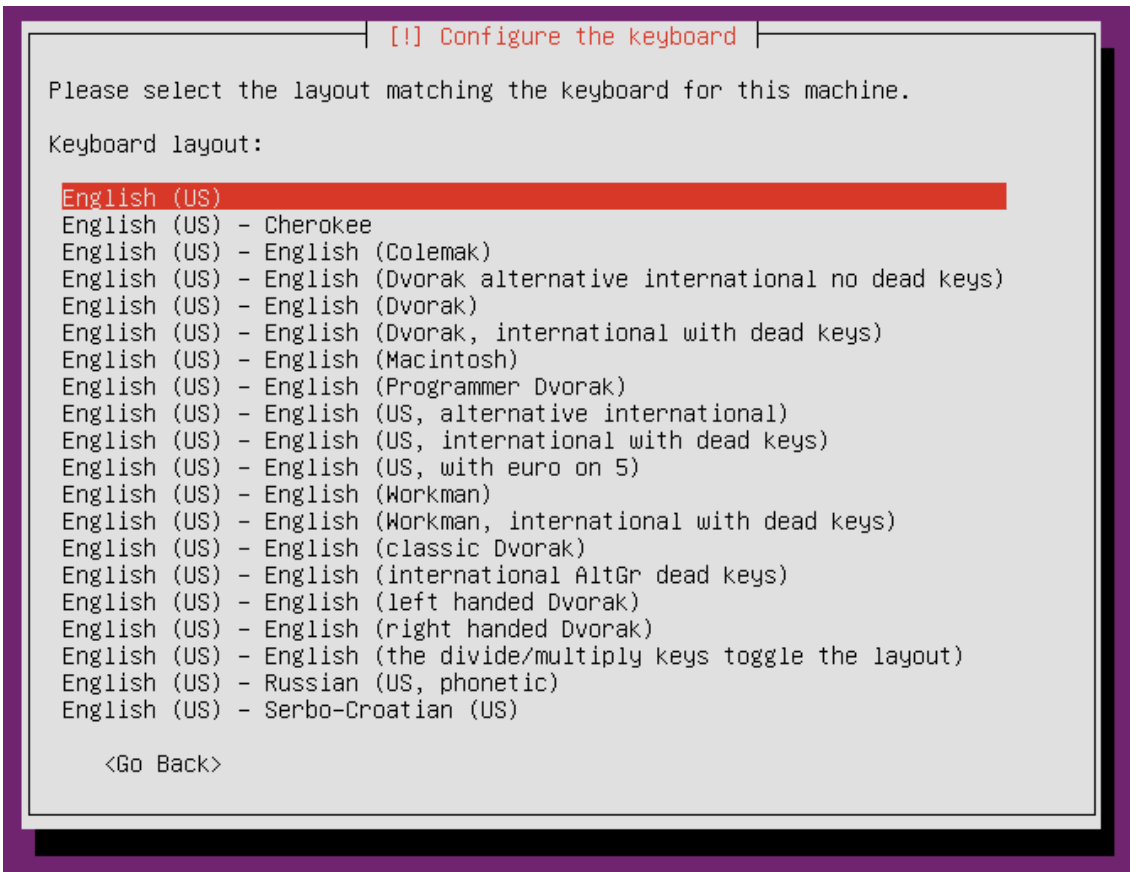 [!] Configure the keyboard
Please select the layout matching the keyboard for this machine.
Keyboard layout:
English (US)
English (US) – Cherokee
English (US) – English (Colemak)
English (US) – English (Dvorak alternative international no dead keys)
English (US) – English (Dvorak)
English (US) – English (Dvorak, international with dead keys)
English (US) – English (Macintosh)
English (US) – English (Programmer Dvorak)
English (US) – English (US, alternative international)
English (US) – English (US, international with dead keys)
English (US) – English (US, with euro on 5)
English (US) – English (Workman)
English (US) – English (Workman, international with dead keys)
English (US) – English (classic Dvorak)
English (US) – English (international AltGr dead keys)
English (US) – English (left handed Dvorak)
English (US) – English (right handed Dvorak)
English (US) – English (the divide/multiply keys toggle the layout)
English (US) – Russian (US, phonetic)
English (US) – Serbo-Croatian (US)
<Go Back>